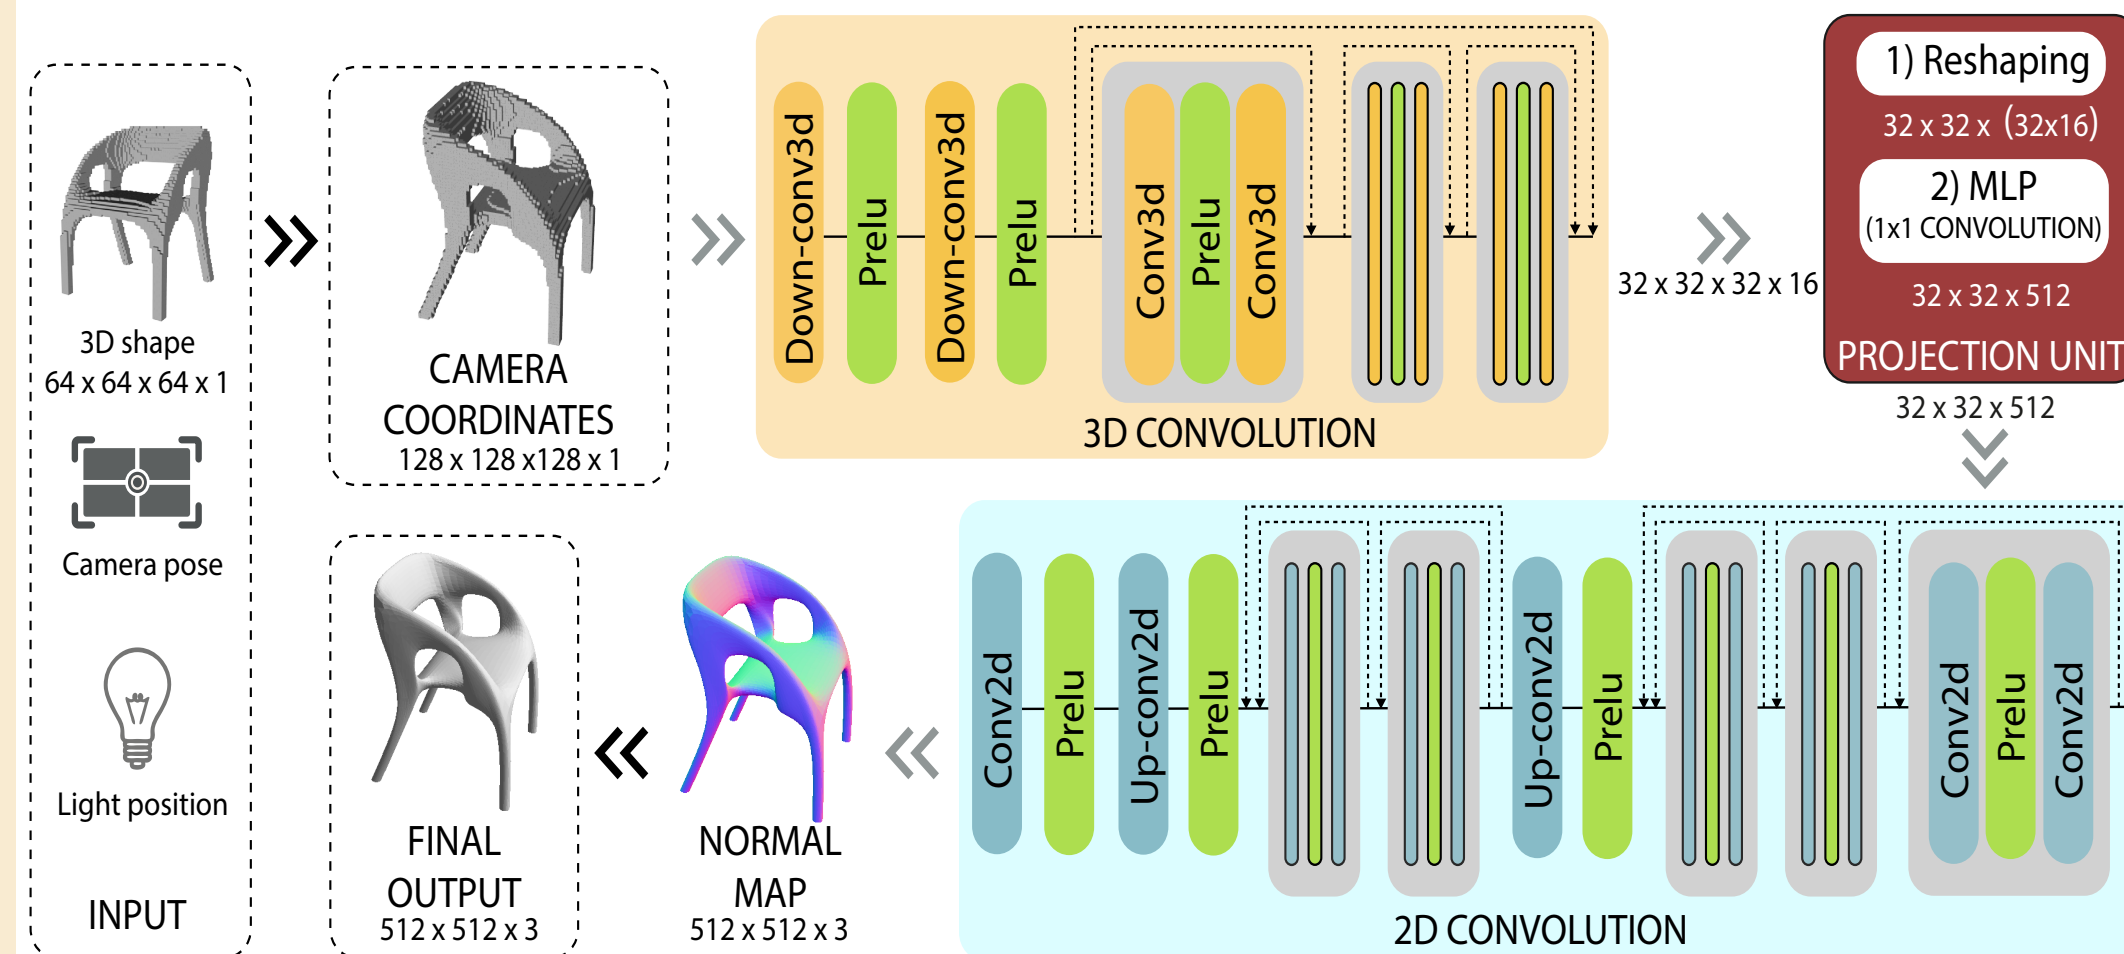 3D shape
64 x 64 x 64 x 1
Camera pose
Light position
INPUT
CAMERA
COORDINATES
128 x 128 x128 x 1
Down-conv3d
Prelu
Down-conv3d
Prelu
Conv3d
Prelu
Conv3d
3D CONVOLUTION
32 x 32 x 32 x 16
1) Reshaping
32 x 32 x (32x16)
2) MLP
(1x1 CONVOLUTION)
32 x 32 x 512
PROJECTION UNIT
32 x 32 x 512
Conv2d
Prelu
Up-conv2d
Prelu
Up-conv2d
Prelu
Conv2d
Prelu
Conv2d
2D CONVOLUTION
NORMAL
MAP
512 x 512 x 3
FINAL
OUTPUT
512 x 512 x 3